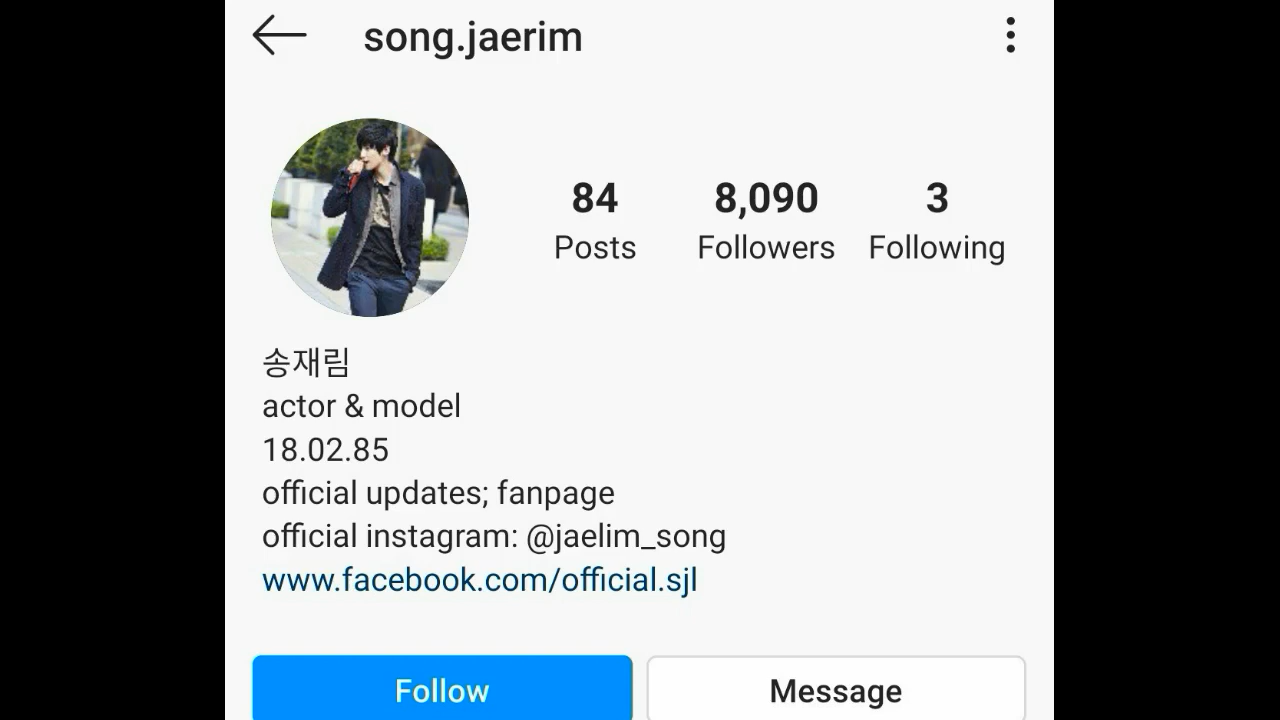 song.jaerim
84 8,090 3
Posts Followers Following
송재림
actor & model
18.02.85
official updates; fanpage
official instagram: @jaelim_song
www.facebook.com/official.sjl
Follow Message